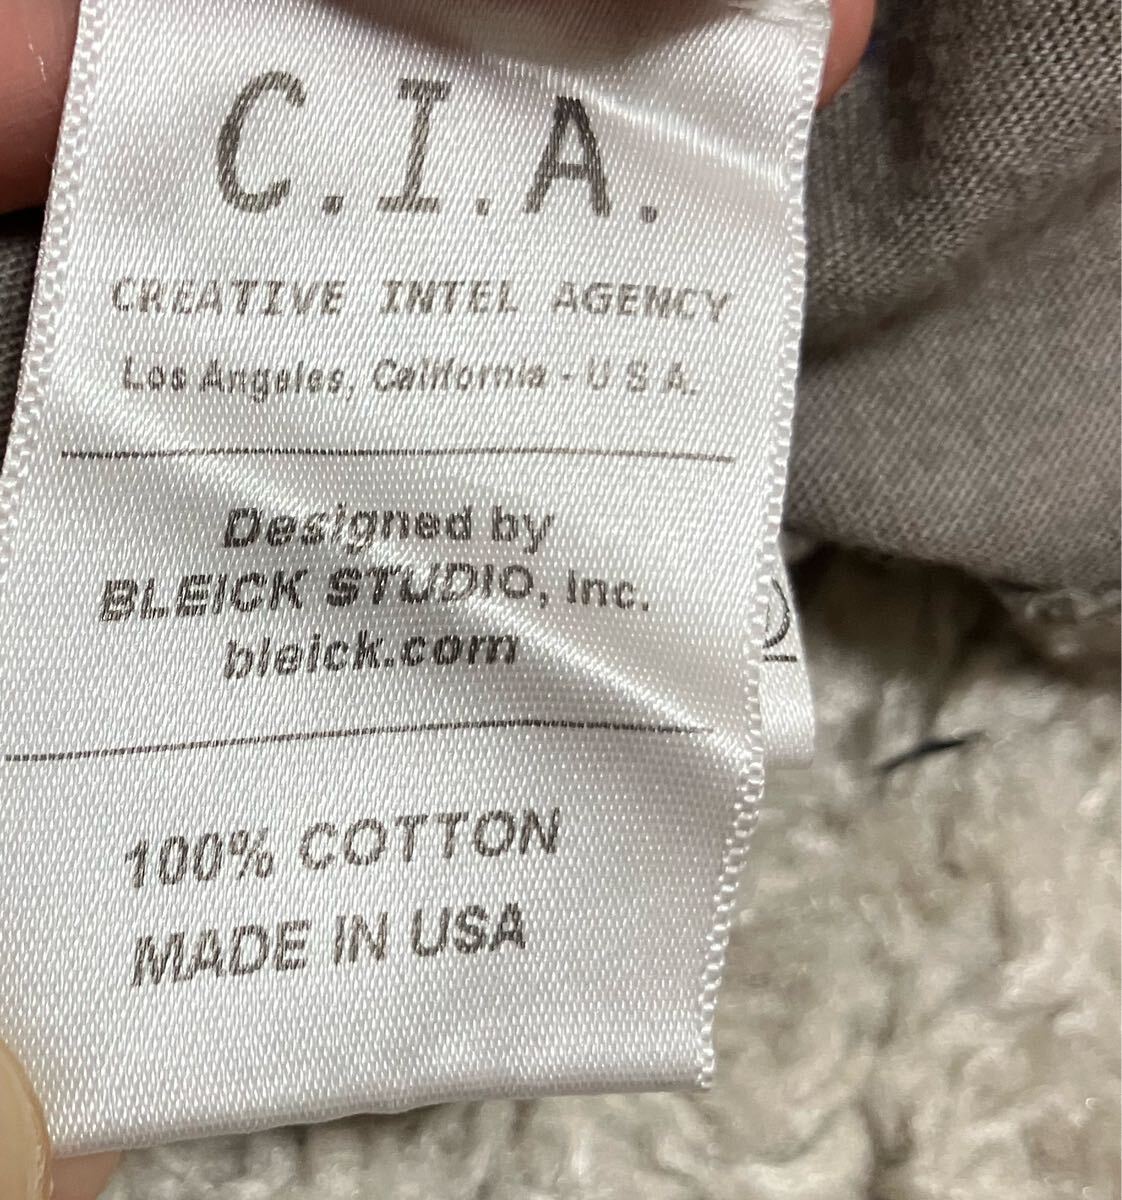 C.I.A.
CREATIVE INTEL AGENCY
Los Angeles, California - U S A.
Designed by
BLEICK STUDIO, Inc.
bleick.com
100% COTTON
MADE IN USA